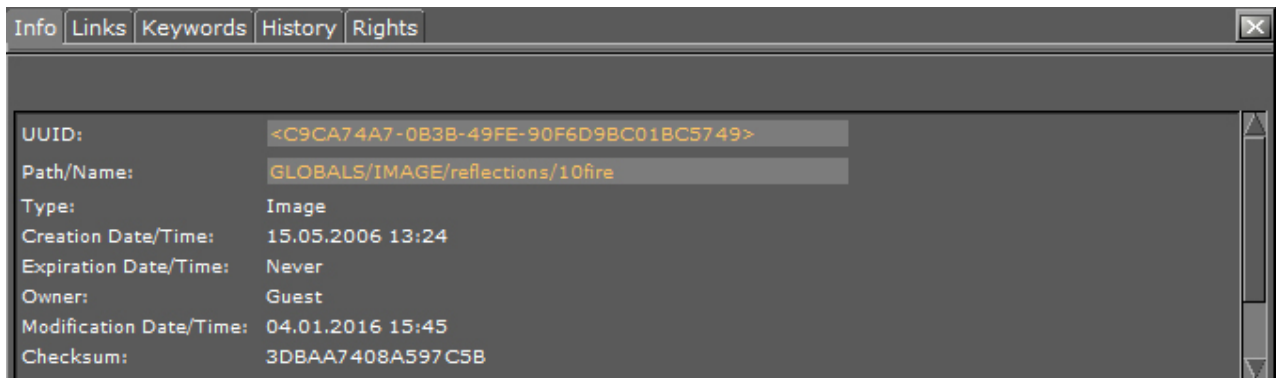 Info Links Keywords History Rights
UUID: <C9CA74A7-0B3B-49FE-90F6D9BC01BC5749>
Path/Name: GLOBALS/IMAGE/reflections/10fire
Type: Image
Creation Date/Time: 15.05.2006 13:24
Expiration Date/Time: Never
Owner: Guest
Modification Date/Time: 04.01.2016 15:45
Checksum: 3DBAA7408A597C5B